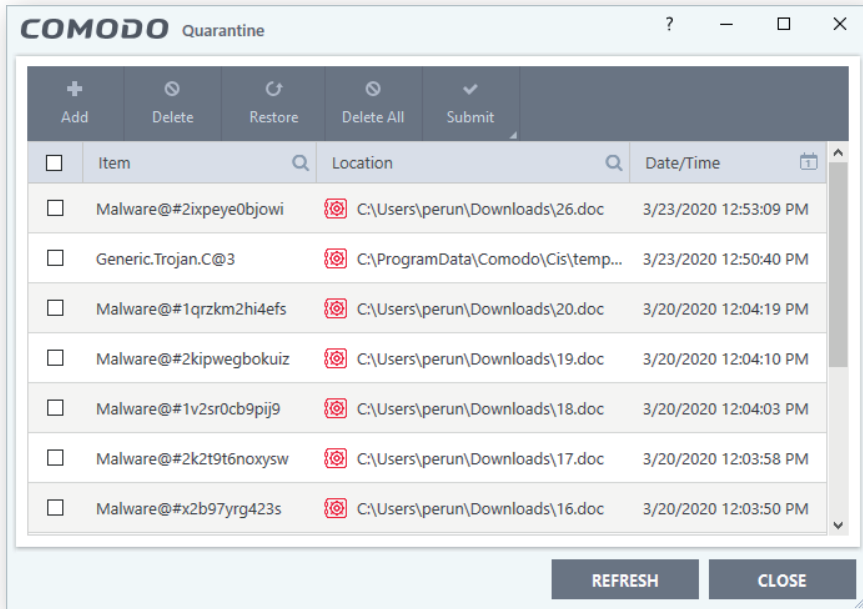 COMODO Quarantine
Add Delete Restore Delete All Submit
Item Location Date/Time
Malware@#2ixpeye0bjowi C:\Users\perun\Downloads\26.doc 3/23/2020 12:53:09 PM
Generic.Trojan.C@3 C:\ProgramData\Comodo\Cis\temp... 3/23/2020 12:50:40 PM
Malware@#1qrzkm2hi4efs C:\Users\perun\Downloads\20.doc 3/20/2020 12:04:19 PM
Malware@#2kipwegbokuiz C:\Users\perun\Downloads\19.doc 3/20/2020 12:04:10 PM
Malware@#1v2sr0cb9pij9 C:\Users\perun\Downloads\18.doc 3/20/2020 12:04:03 PM
Malware@#2k2t9t6noxysw C:\Users\perun\Downloads\17.doc 3/20/2020 12:03:58 PM
Malware@#x2b97yrg423s C:\Users\perun\Downloads\16.doc 3/20/2020 12:03:50 PM
REFRESH CLOSE